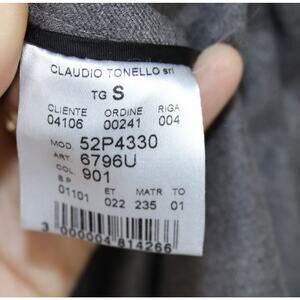 CLAUDIO TONELLO srl
TG S
CLIENTE ORDINE RIGA
04106 00241 004
MOD. 52P4330
ART. 6796U
COL. 901
S.P. ET MATR TO
01101 022 235 01
3 000004 814266